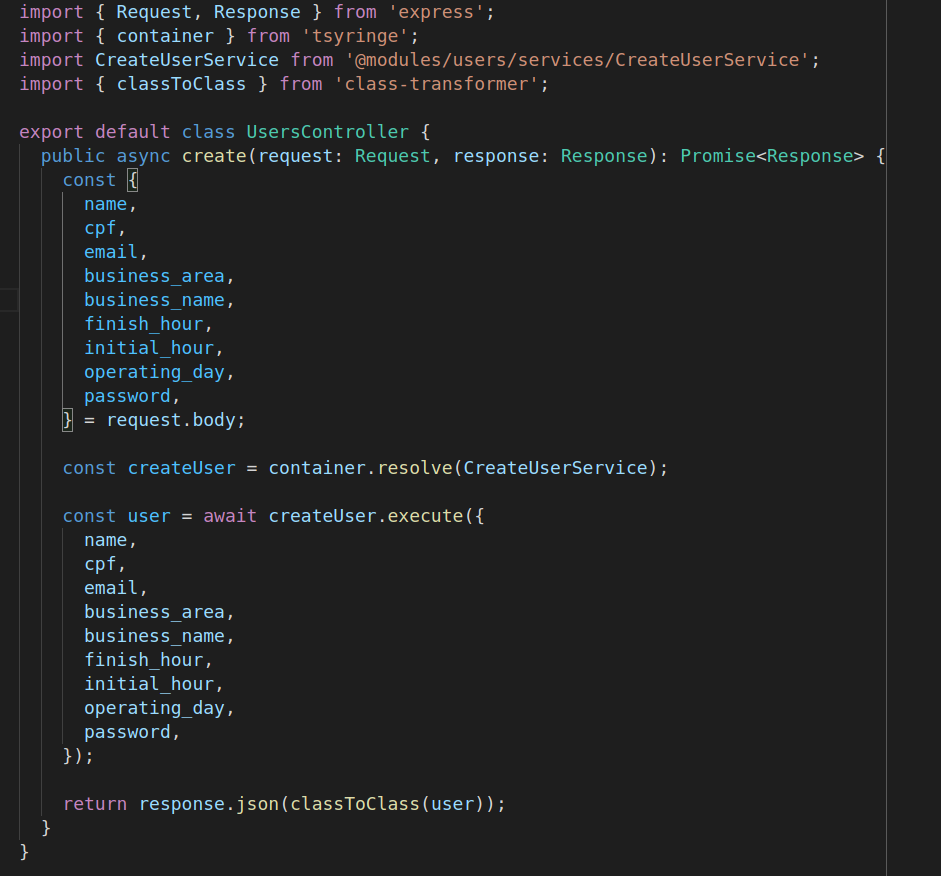 import { Request, Response } from 'express';
import { container } from 'tsyringe';
import CreateUserService from '@modules/users/services/CreateUserService';
import { classToClass } from 'class-transformer';

export default class UsersController {
  public async create(request: Request, response: Response): Promise<Response> {
    const {
      name,
      cpf,
      email,
      business_area,
      business_name,
      finish_hour,
      initial_hour,
      operating_day,
      password,
    } = request.body;

    const createUser = container.resolve(CreateUserService);

    const user = await createUser.execute({
      name,
      cpf,
      email,
      business_area,
      business_name,
      finish_hour,
      initial_hour,
      operating_day,
      password,
    });

    return response.json(classToClass(user));
  }
}